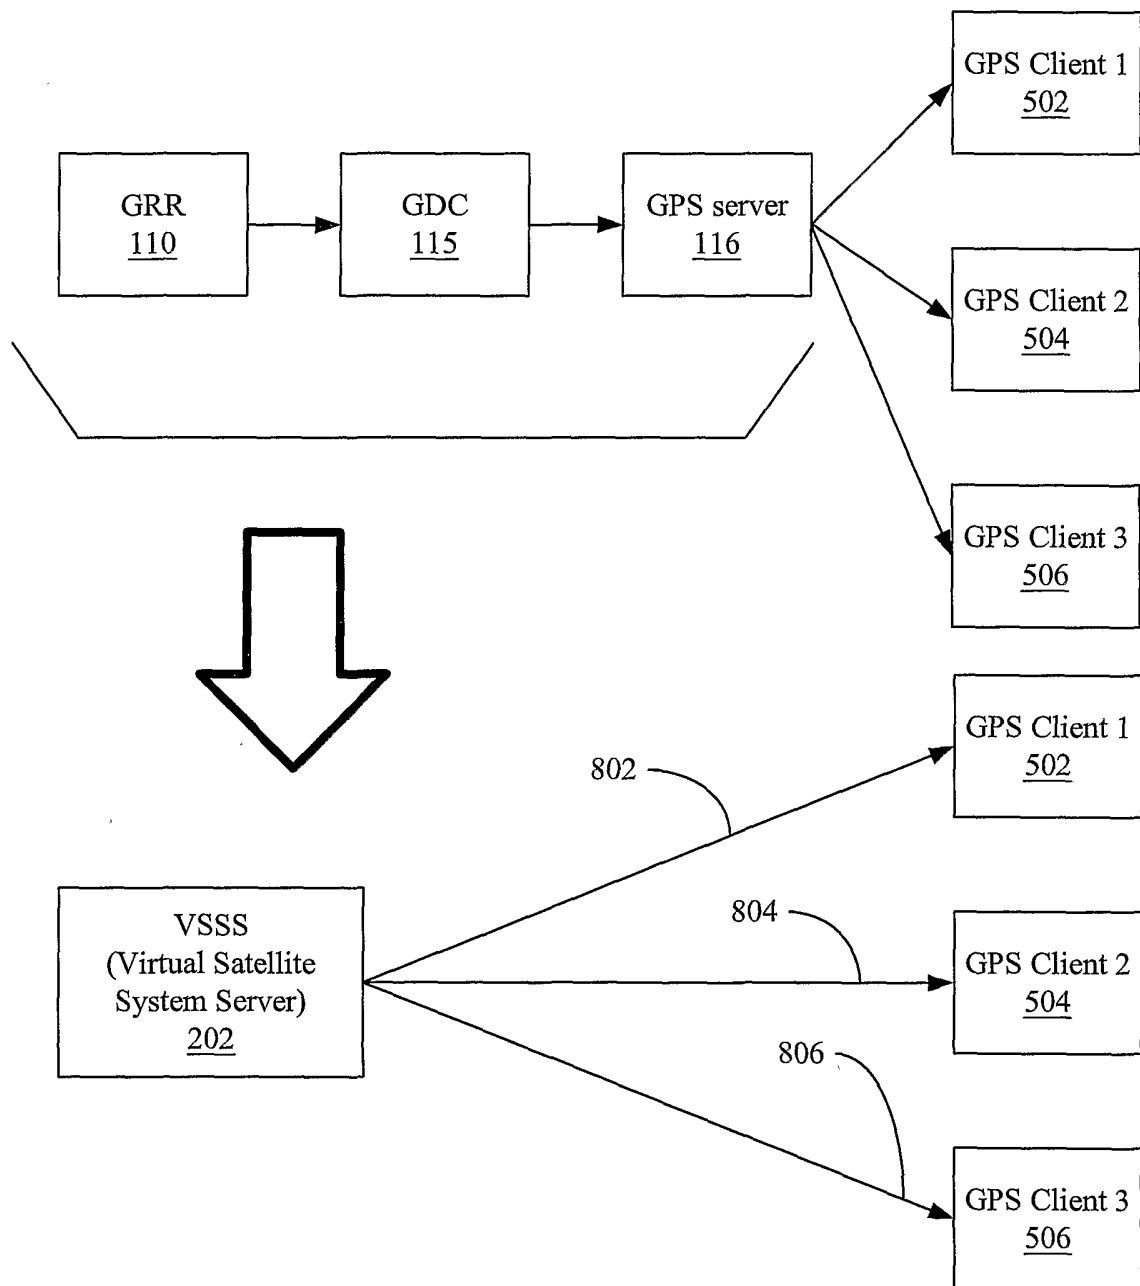 GPS Client 1
502
GRR
110
GDC
115
GPS server
116
GPS Client 2
504
GPS Client 3
506
GPS Client 1
502
802
VSSS
(Virtual Satellite
System Server)
202
804
GPS Client 2
504
806
GPS Client 3
506